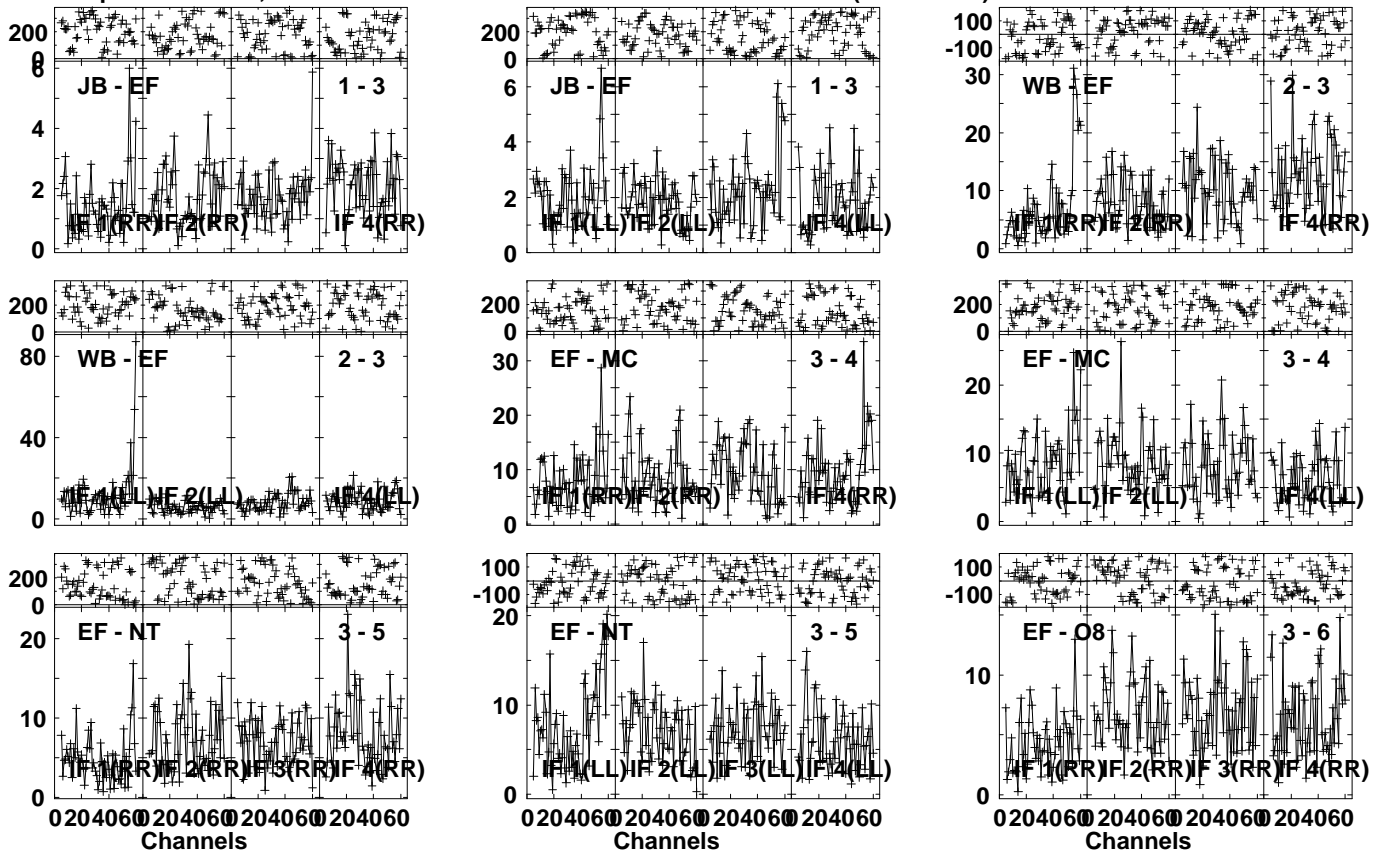 200 200 100
0 0 -100
6 JB - EF 1 - 3 JB - EF 1 - 3 WB - EF 2 - 3
30
6
4 4 20
2 2 10
IF 1(RR) IF 2(RR) IF 4(RR) IF 1(LL) IF 2(LL) IF 4(LL) IF 1(RR) IF 2(RR) IF 4(RR)
0 0 0
200 200 200
0 0 0
WB - EF 2 - 3 EF - MC 3 - 4 EF - MC 3 - 4
80 30
20
40 20
10 10
IF 1(LL) IF 2(LL) IF 4(LL) IF 1(RR) IF 2(RR) IF 4(RR) IF 1(LL) IF 2(LL) IF 4(LL)
0 0 0
200 100 100
0 -100 -100
EF - NT 3 - 5 EF - NT 3 - 5 EF - O8 3 - 6
20 20
10 10 10
IF 1(RR) IF 2(RR) IF 3(RR) IF 4(RR) IF 1(LL) IF 2(LL) IF 3(LL) IF 4(LL) IF 1(RR) IF 2(RR) IF 3(RR) IF 4(RR)
0 0 0
0 20 40 60 0 20 40 60 0 20 40 60 0 20 40 60 0 20 40 60 0 20 40 60 0 20 40 60 0 20 40 60 0 20 40 60 0 20 40 60 0 20 40 60 0 20 40 60
Channels Channels Channels